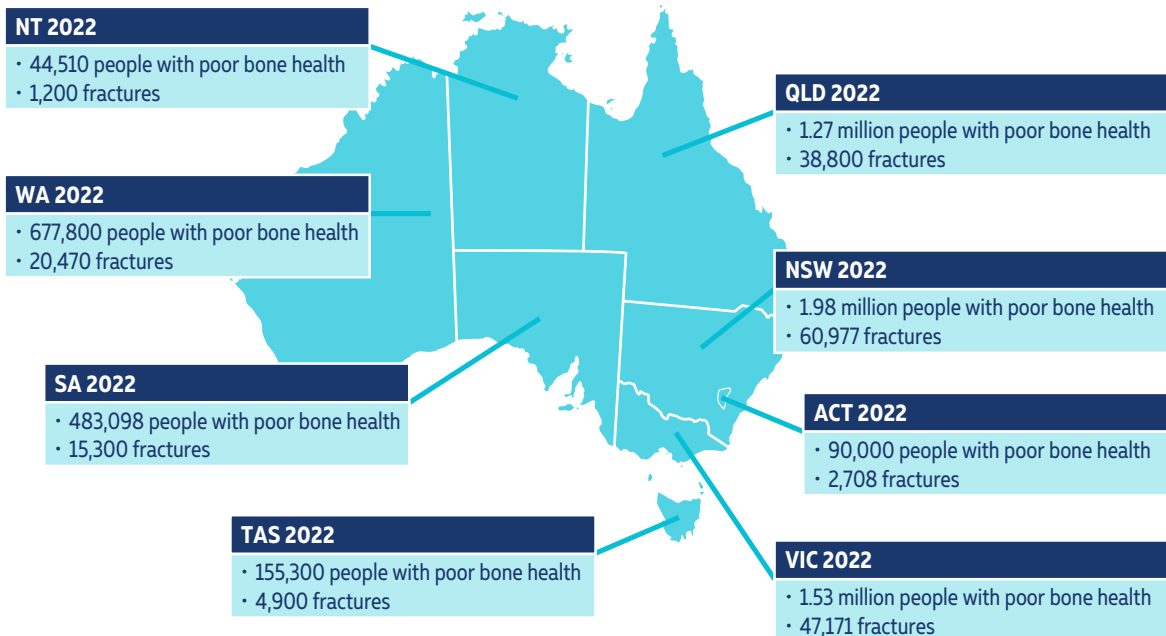 NT 2022
· 44,510 people with poor bone health
· 1,200 fractures
QLD 2022
· 1.27 million people with poor bone health
· 38,800 fractures
WA 2022
· 677,800 people with poor bone health
· 20,470 fractures
NSW 2022
· 1.98 million people with poor bone health
· 60,977 fractures
SA 2022
· 483,098 people with poor bone health
· 15,300 fractures
ACT 2022
· 90,000 people with poor bone health
· 2,708 fractures
TAS 2022
· 155,300 people with poor bone health
· 4,900 fractures
VIC 2022
· 1.53 million people with poor bone health
· 47,171 fractures